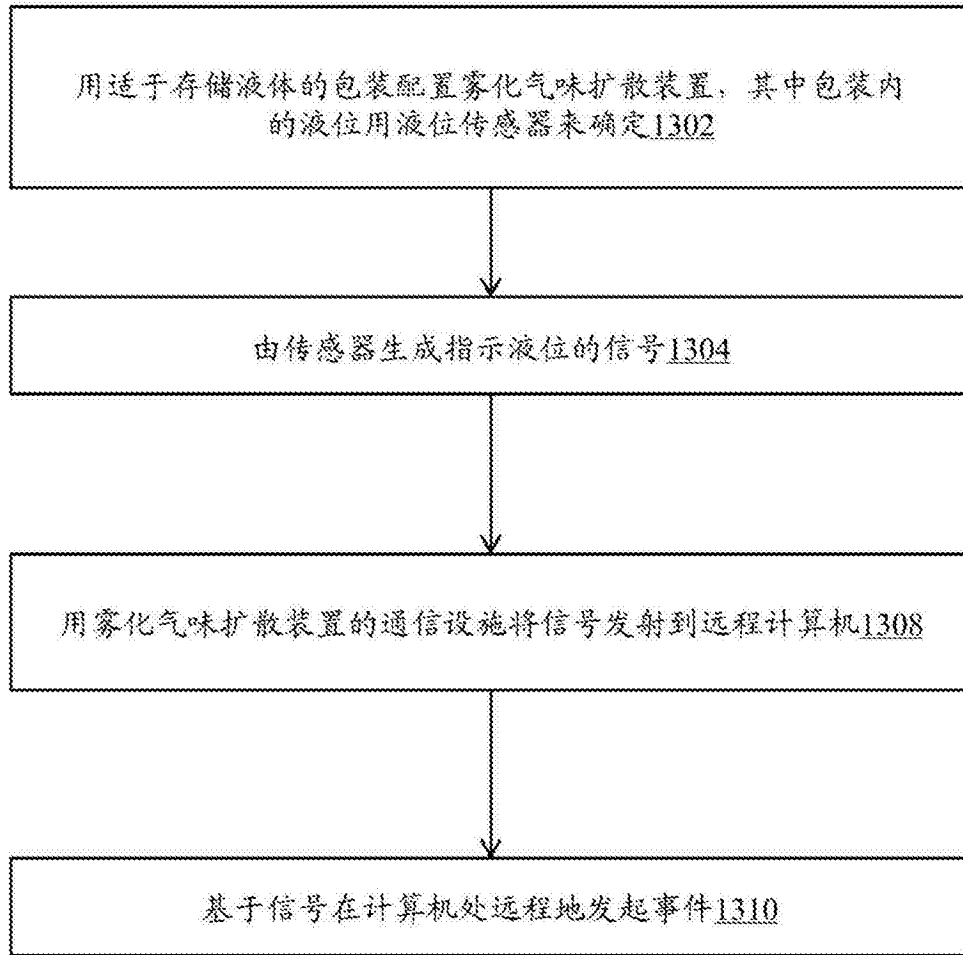 用适于存储液体的包装配置雾化气味扩散装置，其中包装内
的液位用液位传感器来确定1302
由传感器生成指示液位的信号1304
用雾化气味扩散装置的通信设施将信号发射到远程计算机1308
基于信号在计算机处远程地发起事件1310